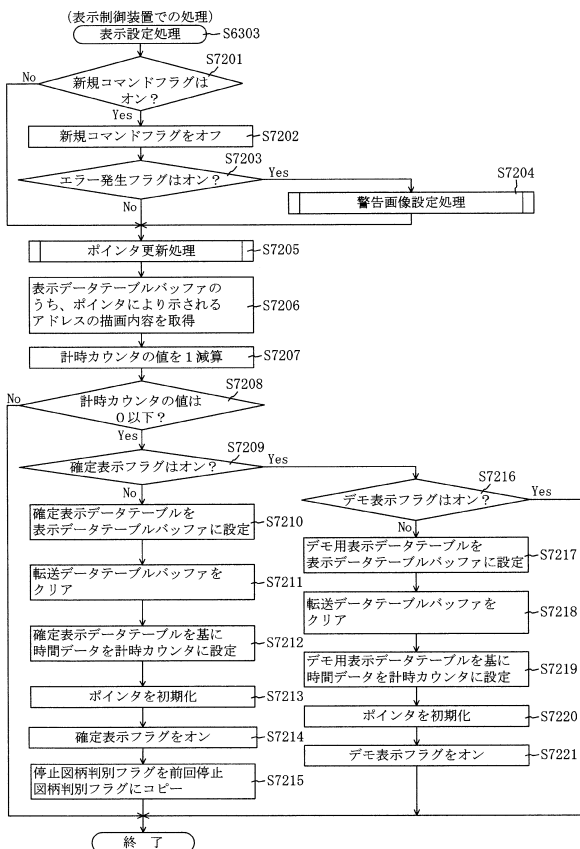 (表示制御装置での処理)
表示設定処理
S6303
S7201
No
新規コマンドフラグは
オン?
Yes
新規コマンドフラグをオフ
S7202
S7203
エラー発生フラグはオン?
Yes
S7204
No
警告画像設定処理
ポインタ更新処理
S7205
表示データテーブルバッファの
うち、ポインタにより示される
アドレスの描画内容を取得
S7206
計時カウンタの値を1減算
S7207
S7208
No
計時カウンタの値は
0以下?
Yes
S7209
確定表示フラグはオン?
Yes
S7216
No
デモ表示フラグはオン?
Yes
No
確定表示データテーブルを
表示データテーブルバッファに設定
S7210
転送データテーブルバッファを
クリア
S7211
確定表示データテーブルを基に
時間データを計時カウンタに設定
S7212
ポインタを初期化
S7213
確定表示フラグをオン
S7214
停止図柄判別フラグを前回停止
図柄判別フラグにコピー
S7215
デモ用表示データテーブルを
表示データテーブルバッファに設定
S7217
転送データテーブルバッファを
クリア
S7218
デモ用表示データテーブルを基に
時間データを計時カウンタに設定
S7219
ポインタを初期化
S7220
デモ表示フラグをオン
S7221
終 了